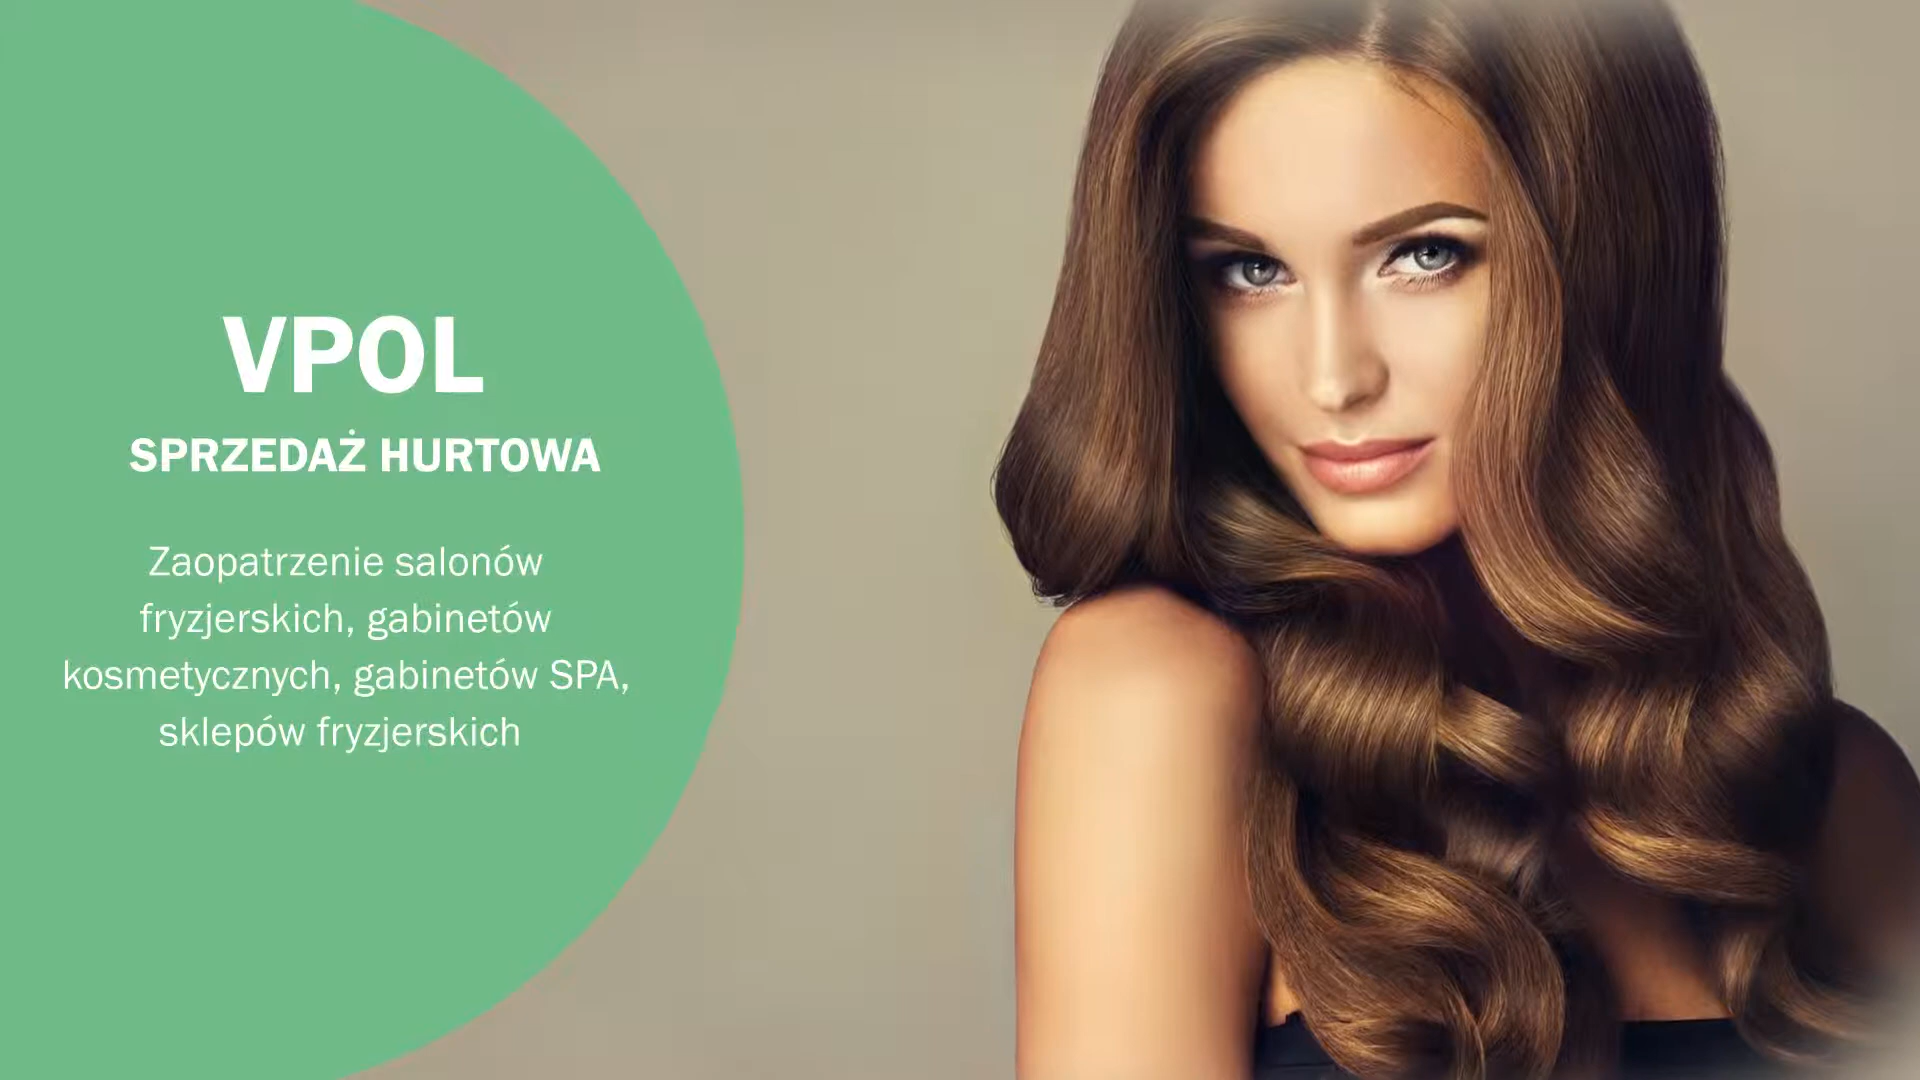 VPOL
SPRZEDAŻ HURTOWA
Zaopatrzenie salonów
fryzjerskich, gabinetów
kosmetycznych, gabinetów SPA,
sklepów fryzjerskich